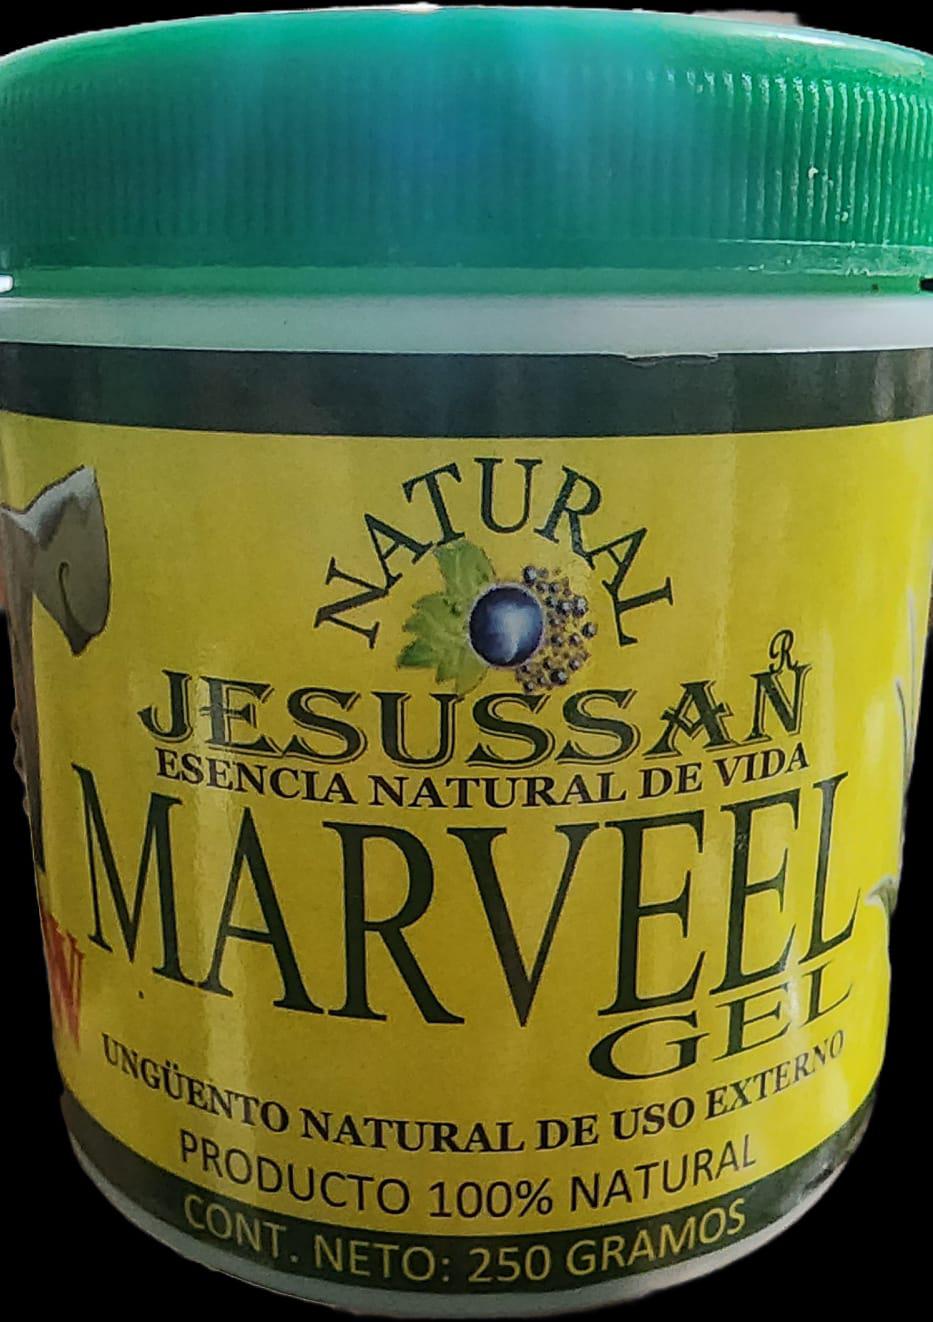 NATURAL
JESUSSAN R
ESENCIA NATURAL DE VIDA
MARVEEL
GEL
UNGÜENTO NATURAL DE USO EXTERNO
PRODUCTO 100% NATURAL
CONT. NETO: 250 GRAMOS